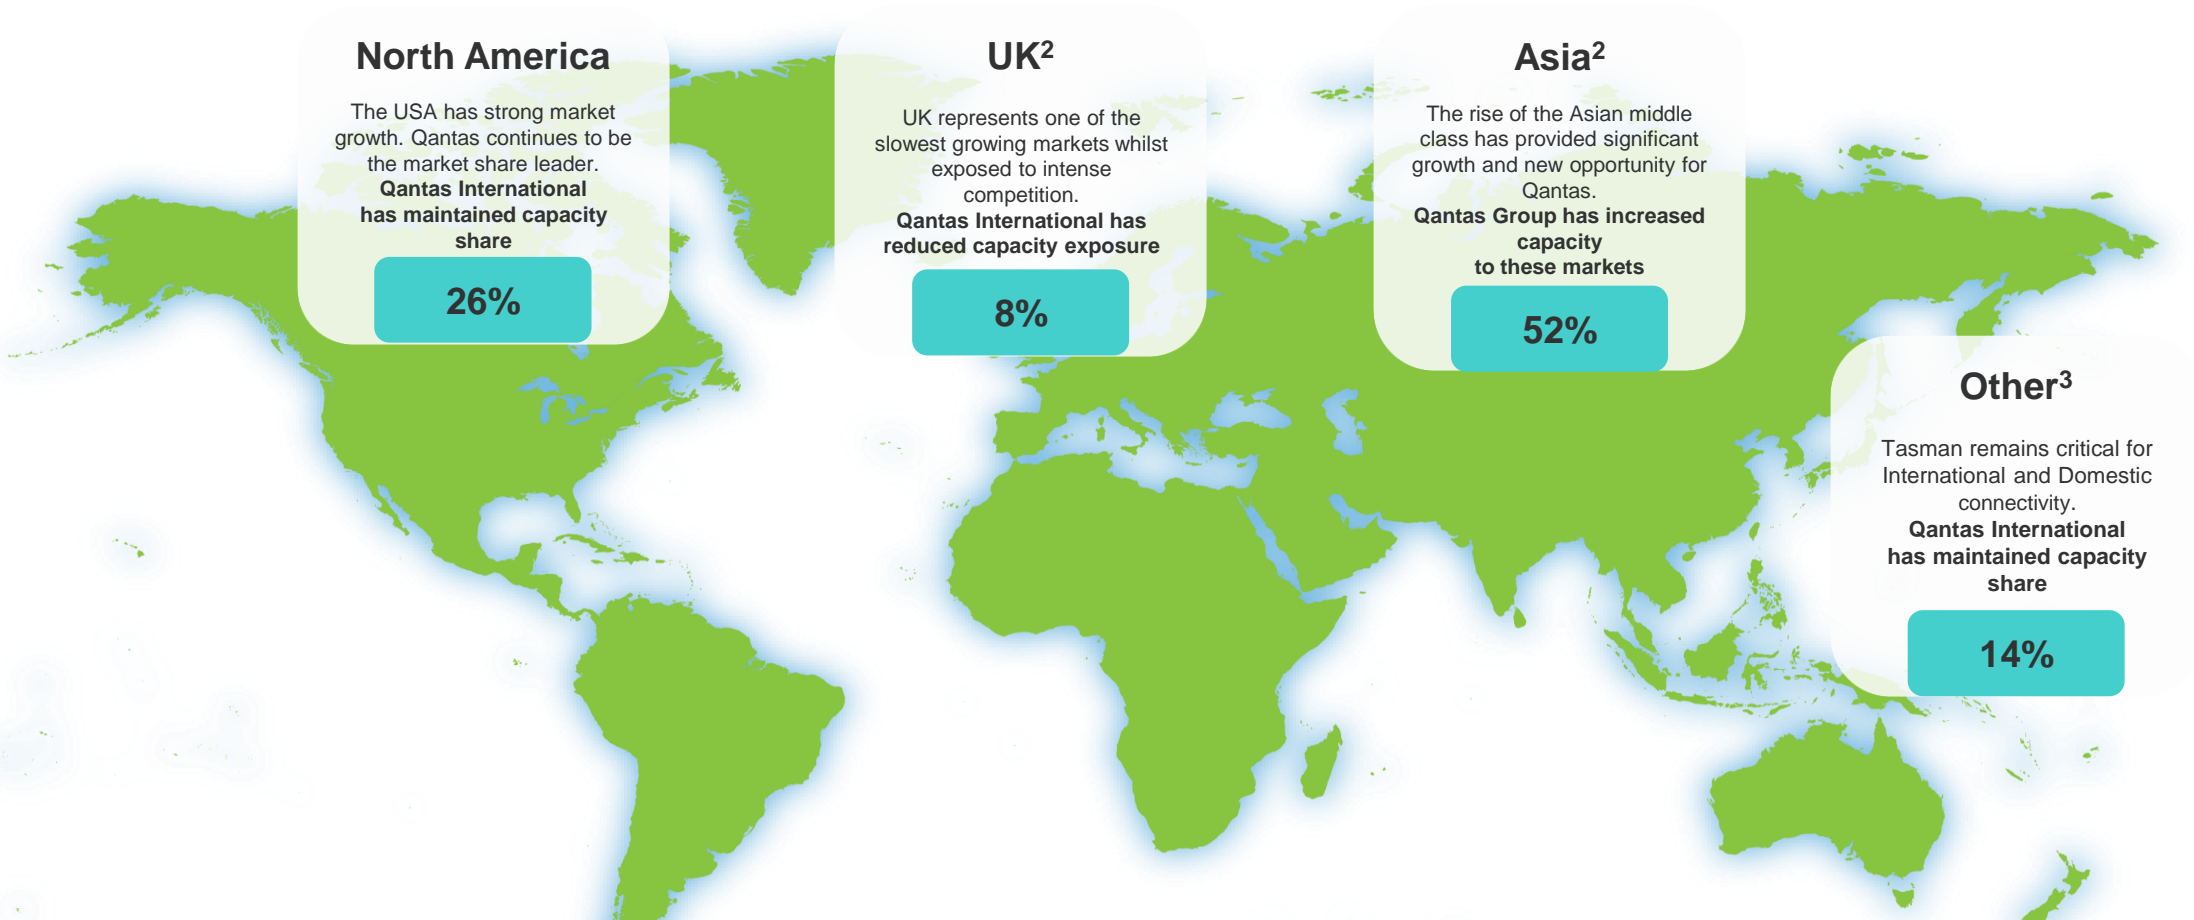 North America
The USA has strong market
growth. Qantas continues to be
the market share leader.
Qantas International
has maintained capacity
share
26%
UK²
UK represents one of the
slowest growing markets whilst
exposed to intense
competition.
Qantas International has
reduced capacity exposure
8%
Asia²
The rise of the Asian middle
class has provided significant
growth and new opportunity for
Qantas.
Qantas Group has increased
capacity
to these markets
52%
Other³
Tasman remains critical for
International and Domestic
connectivity.
Qantas International
has maintained capacity
share
14%